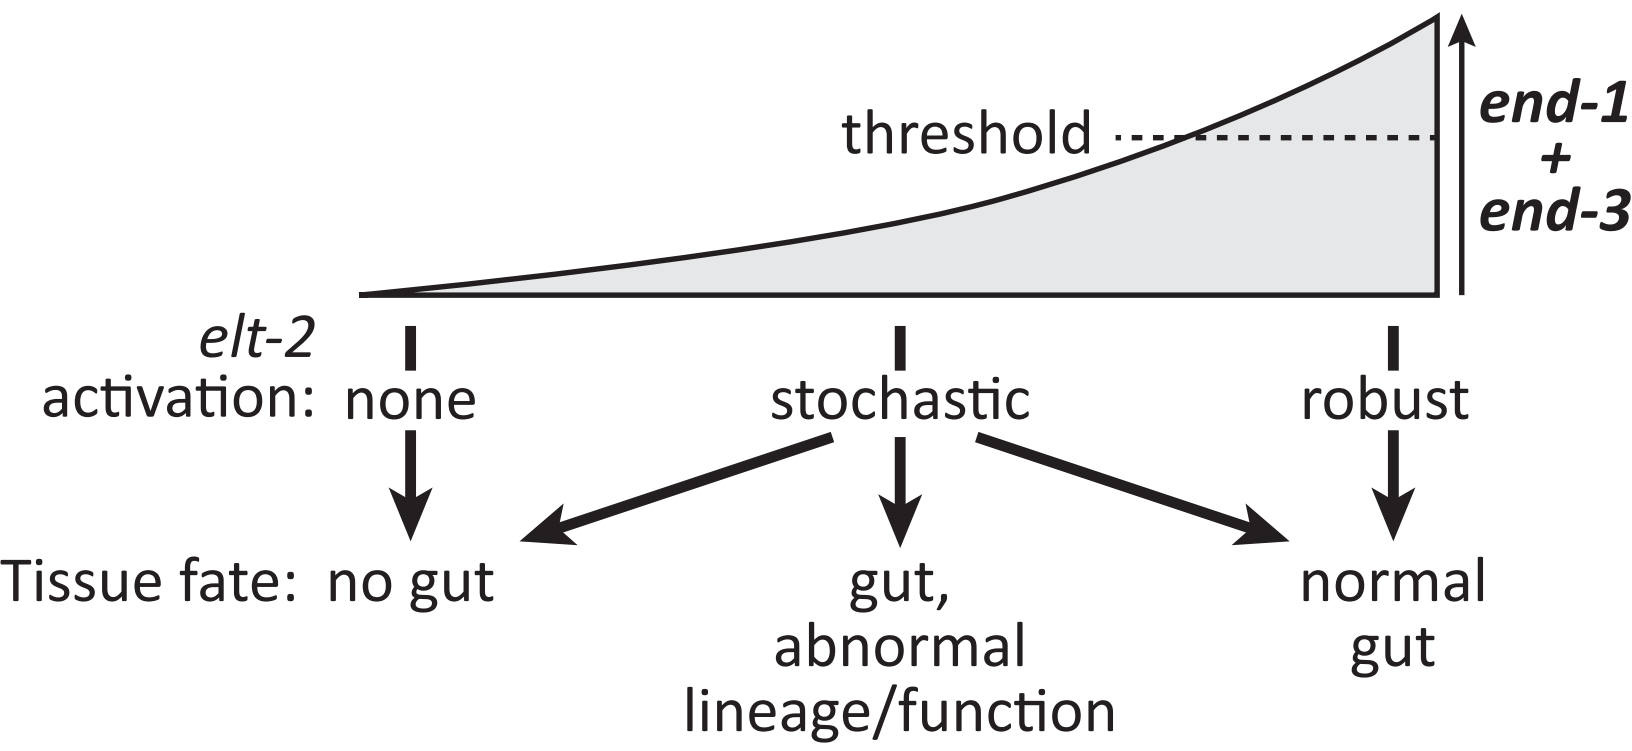 threshold
end-1
+
end-3
elt-2
activation: none stochastic robust
Tissue fate: no gut gut, normal
abnormal gut
lineage/function